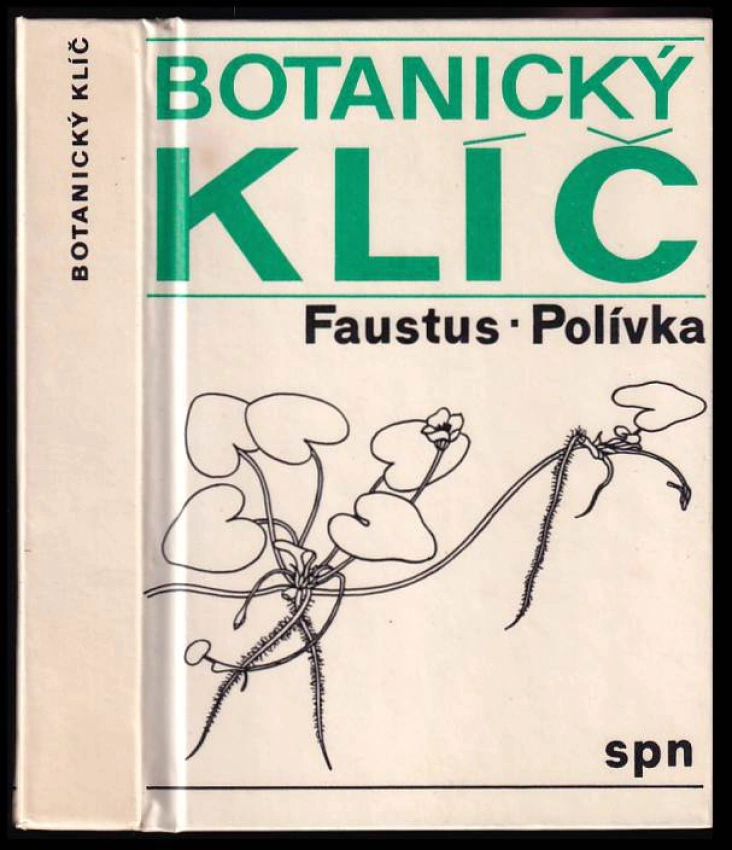 BOTANICKÝ KLÍČ
BOTANICKÝ
KLÍČ
Faustus · Polívka
spn